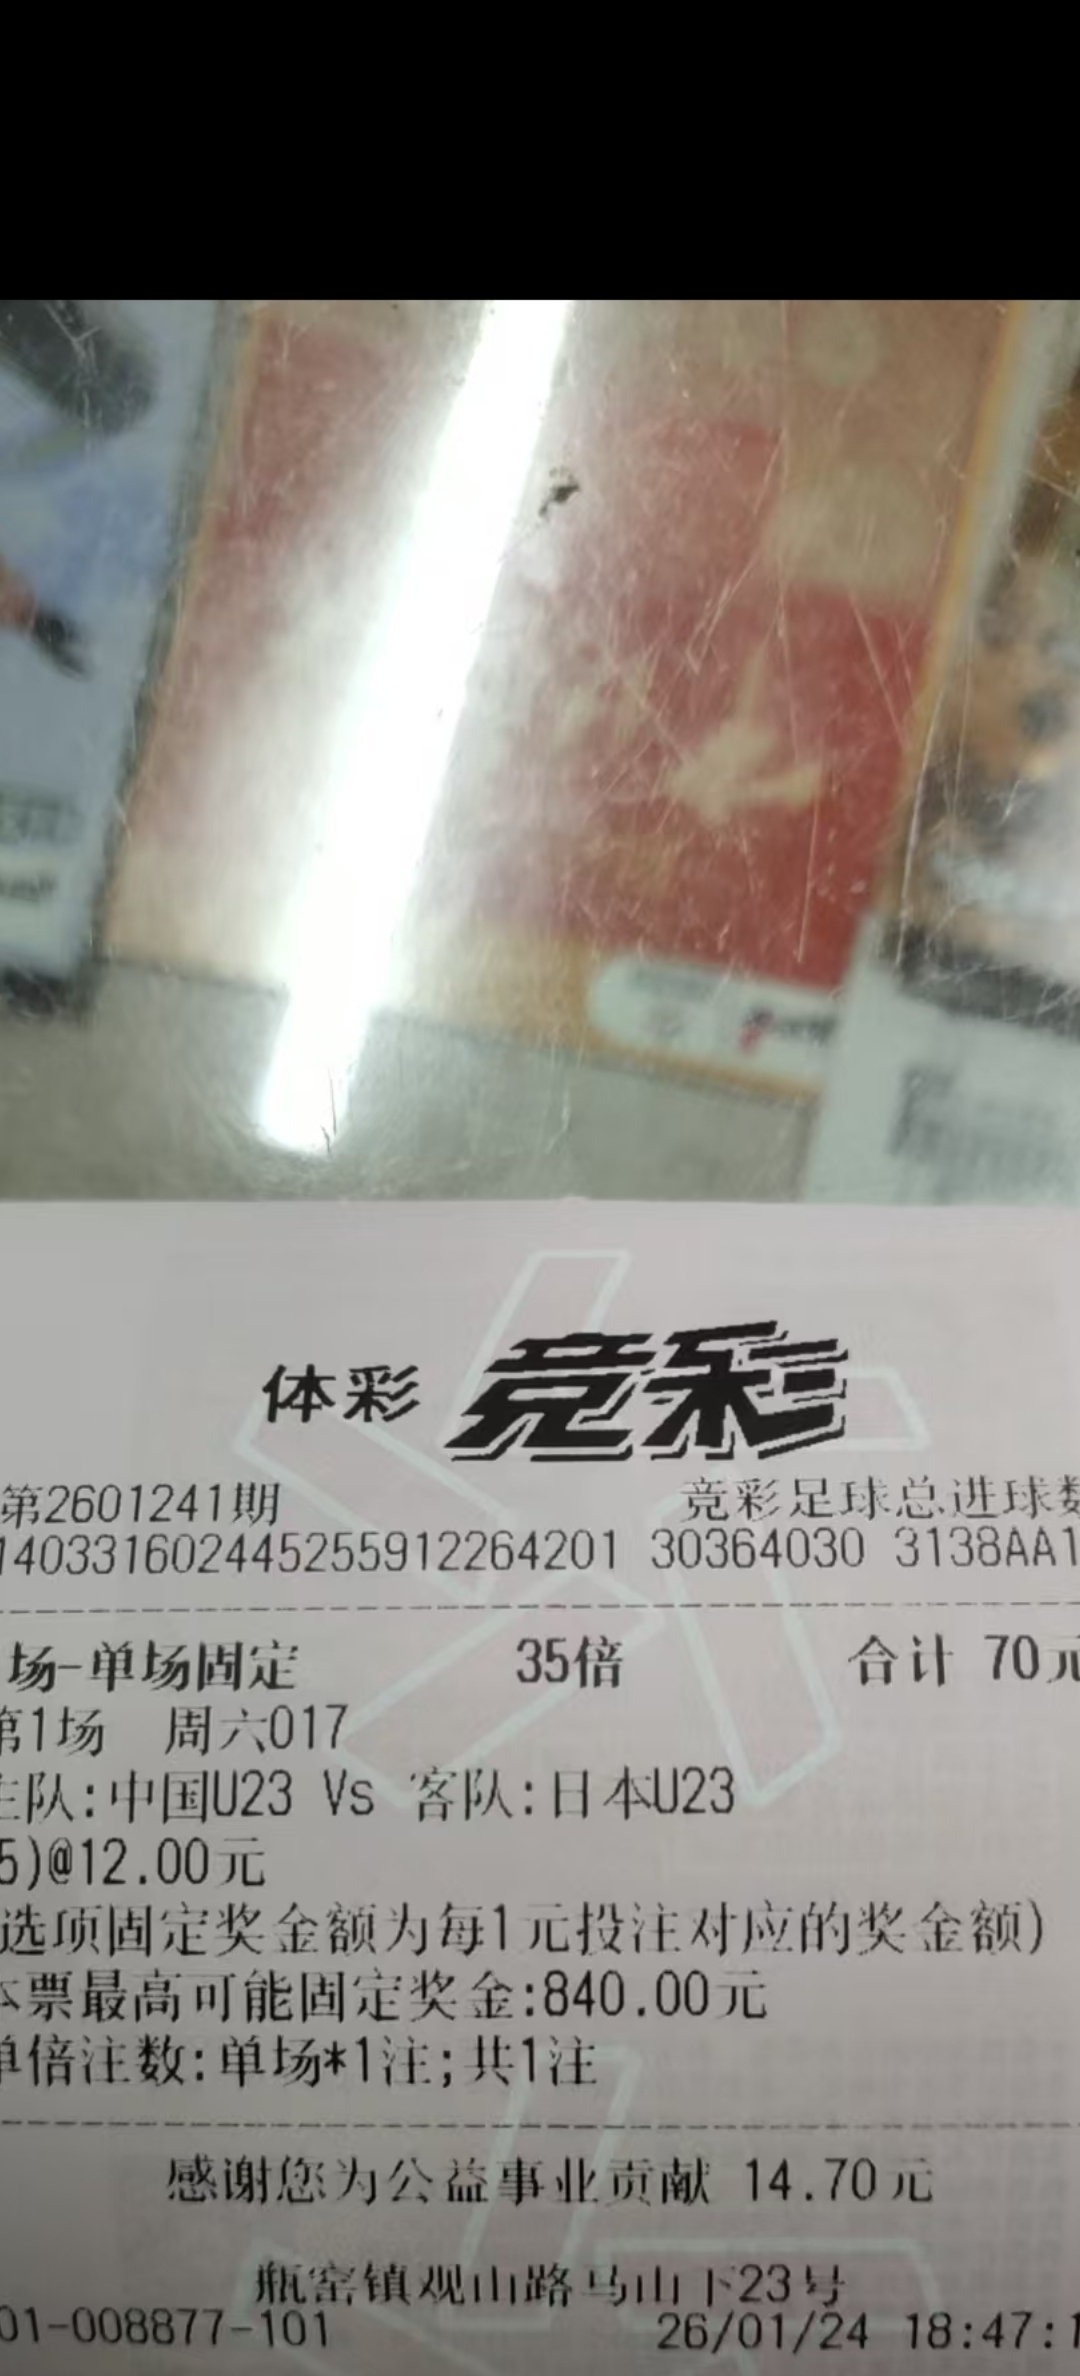 体彩 竞彩
第2601241期 竞彩足球总进球数
140331602445255912264201 30364030 3138AA1
场-单场固定 35倍 合计 70元
第1场 周六017
主队:中国U23 Vs 客队:日本U23
5)@12.00元
选项固定奖金额为每1元投注对应的奖金额)
本票最高可能固定奖金:840.00元
单倍注数:单场*1注;共1注
感谢您为公益事业贡献 14.70元
瓶窑镇观山路马山下23号
01-008877-101 26/01/24 18:47:1